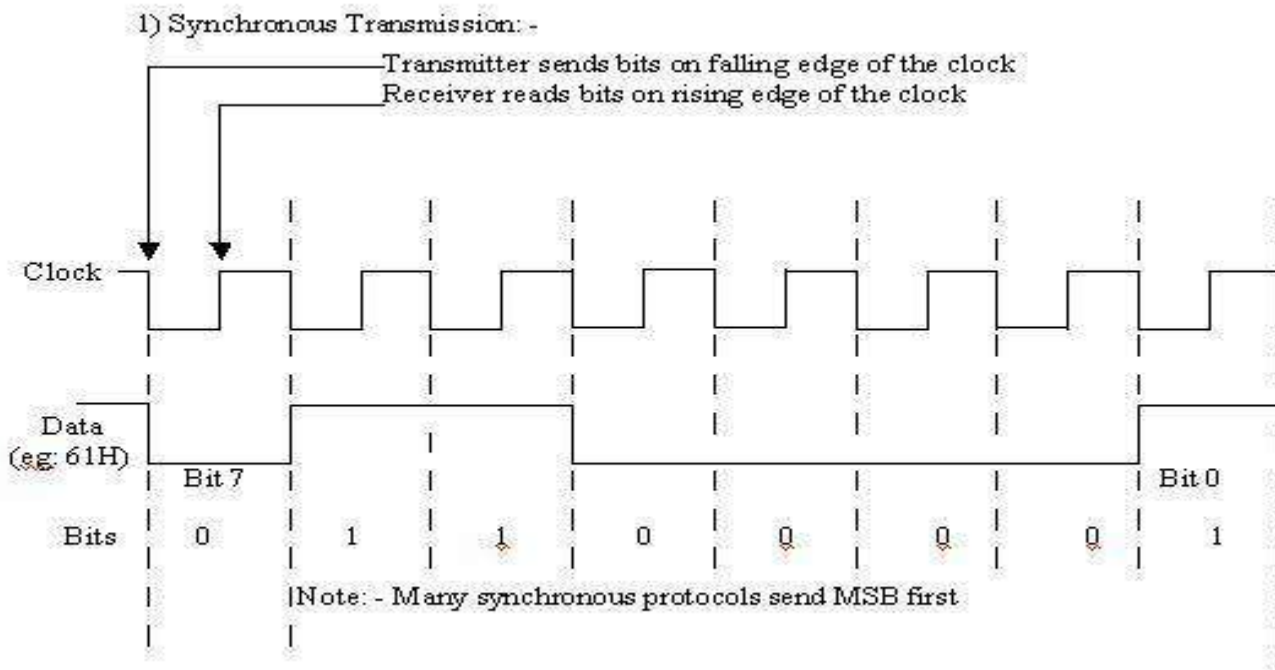 1) Synchronous Transmission: -
Transmitter sends bits on falling edge of the clock
Receiver reads bits on rising edge of the clock
Clock
Data
(eg: 61H)
Bit 7
Bit 0
Bits 0 1 1 0 0 0 0 1
Note: - Many synchronous protocols send MSB first